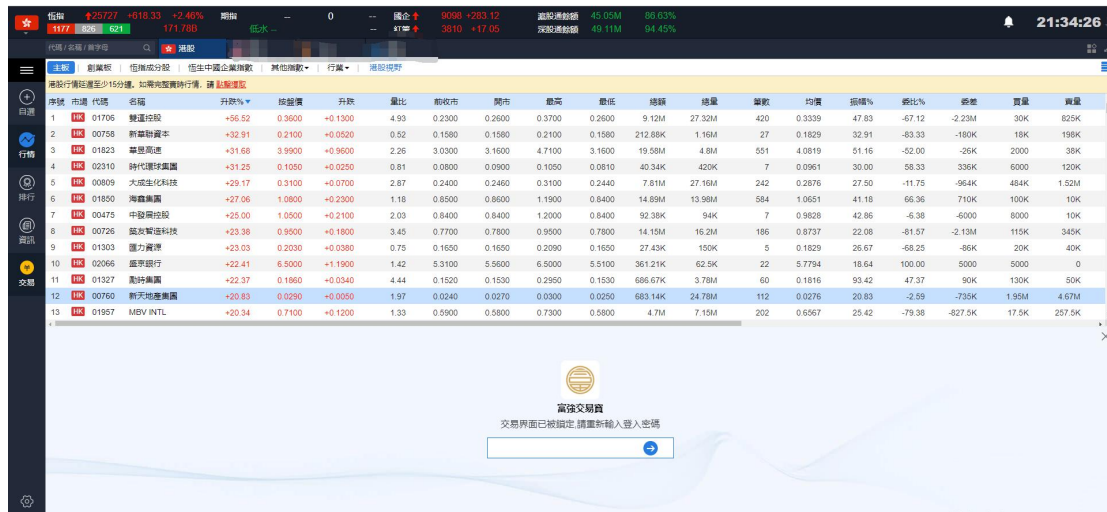 恆指 25727 +618.33 +2.46% 期指 -- 0 -- 國企 9098 +283.12 滬股通餘額 45.05M 86.63%
1177 826 621 171.78B 低水 -- -- 紅籌 3810 +17.05 深股通餘額 49.11M 94.45% 21:34:26
代碼 / 名稱 / 首字母 港股
主板 創業板 恆指成分股 恆生中國企業指數 其他指數 行業 港股視野
港股行情延遲至少15分鐘。如需完整實時行情，請 點擊獲取
序號 市場 代碼 名稱 升跌% 按盤價 升跌 量比 前收市 開市 最高 最低 總額 總量 筆數 均價 振幅% 委比% 委差 買量 賣量
1 HK 01706 雙運控股 +56.52 0.3600 +0.1300 4.93 0.2300 0.2600 0.3700 0.2600 9.12M 27.32M 420 0.3339 47.83 -67.12 -2.23M 30K 825K
2 HK 00758 新華聯資本 +32.91 0.2100 +0.0520 0.52 0.1580 0.1580 0.2100 0.1580 212.88K 1.16M 27 0.1829 32.91 -83.33 -180K 18K 198K
3 HK 01823 華昱高速 +31.68 3.9900 +0.9600 2.26 3.0300 3.1600 4.7100 3.1600 19.58M 4.8M 551 4.0819 51.16 -52.00 -26K 2000 38K
4 HK 02310 時代環球集團 +31.25 0.1050 +0.0250 0.81 0.0800 0.0900 0.1050 0.0810 40.34K 420K 7 0.0961 30.00 58.33 336K 6000 120K
5 HK 00809 大成生化科技 +29.17 0.3100 +0.0700 2.87 0.2400 0.2460 0.3100 0.2440 7.81M 27.16M 242 0.2876 27.50 -11.75 -964K 484K 1.52M
6 HK 01850 海鑫集團 +27.06 1.0800 +0.2300 1.18 0.8500 0.8600 1.1900 0.8400 14.89M 13.98M 584 1.0651 41.18 66.36 710K 100K 10K
7 HK 00475 中發展控股 +25.00 1.0500 +0.2100 2.03 0.8400 0.8400 1.2000 0.8400 92.38K 94K 7 0.9828 42.86 -6.38 -6000 8000 10K
8 HK 00726 築友智造科技 +23.38 0.9500 +0.1800 3.45 0.7700 0.7800 0.9500 0.7800 14.15M 16.2M 186 0.8737 22.08 -81.57 -2.13M 115K 345K
9 HK 01303 匯力資源 +23.03 0.2030 +0.0380 0.75 0.1650 0.1650 0.2090 0.1650 27.43K 150K 5 0.1829 26.67 -68.25 -86K 20K 40K
10 HK 02066 盛京銀行 +22.41 6.5000 +1.1900 1.42 5.3100 5.5600 6.5000 5.5100 361.21K 62.5K 22 5.7794 18.64 100.00 5000 5000 0
11 HK 01327 勵時集團 +22.37 0.1860 +0.0340 4.44 0.1520 0.1530 0.2950 0.1530 686.67K 3.78M 60 0.1816 93.42 47.37 90K 130K 50K
12 HK 00760 新天地產集團 +20.83 0.0290 +0.0050 1.97 0.0240 0.0270 0.0300 0.0250 683.14K 24.78M 112 0.0276 20.83 -2.59 -735K 1.95M 4.67M
13 HK 01957 MBV INTL +20.34 0.7100 +0.1200 1.33 0.5900 0.5800 0.7300 0.5800 4.7M 7.15M 202 0.6567 25.42 -79.38 -827.5K 17.5K 257.5K
自選
行情
排行
資訊
交易
富強交易寶
交易界面已被鎖定,請重新輸入登入密碼